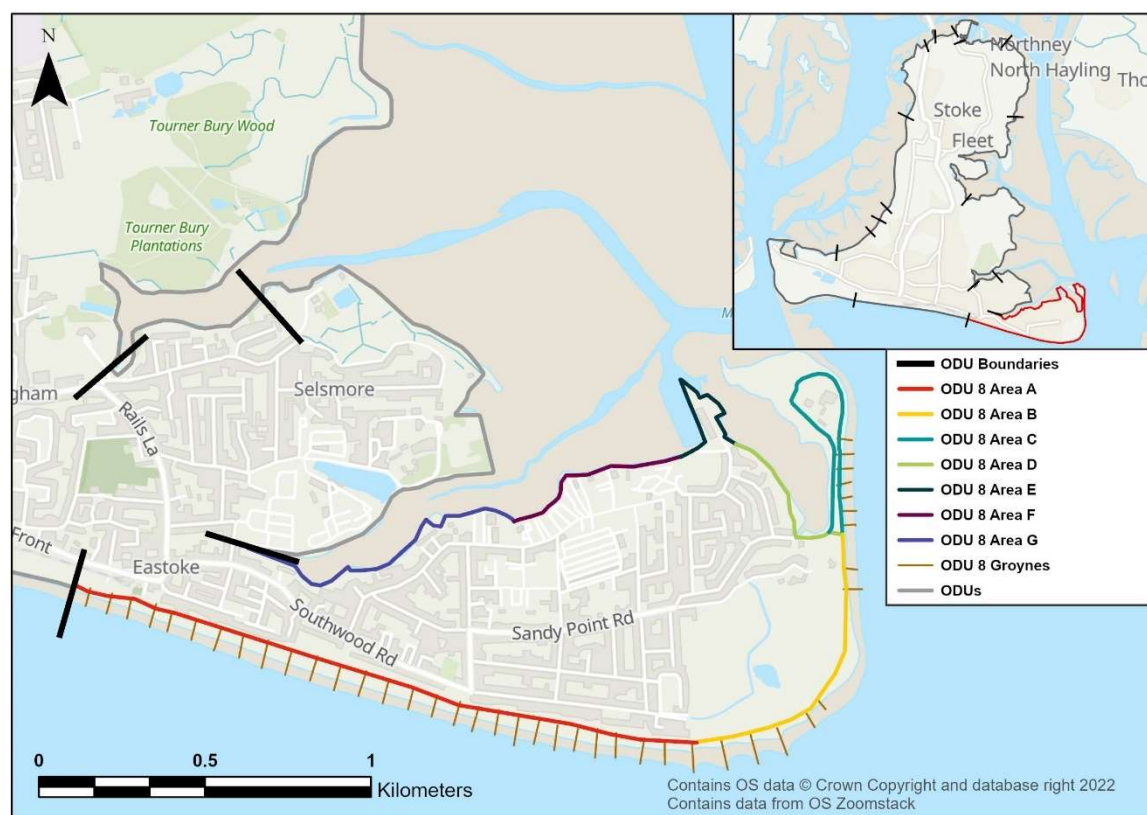 N
Tourner Bury Wood
Tourner Bury
Plantations
Northney
North Hayling
Tho
Stoke
Fleet
Selsmore
gham
Rails La
Front
Eastoke
Southwood Rd
Sandy Point Rd
M
ODU Boundaries
ODU 8 Area A
ODU 8 Area B
ODU 8 Area C
ODU 8 Area D
ODU 8 Area E
ODU 8 Area F
ODU 8 Area G
ODU 8 Groynes
ODUs
0 0.5 1
Kilometers
Contains OS data © Crown Copyright and database right 2022
Contains data from OS Zoomstack